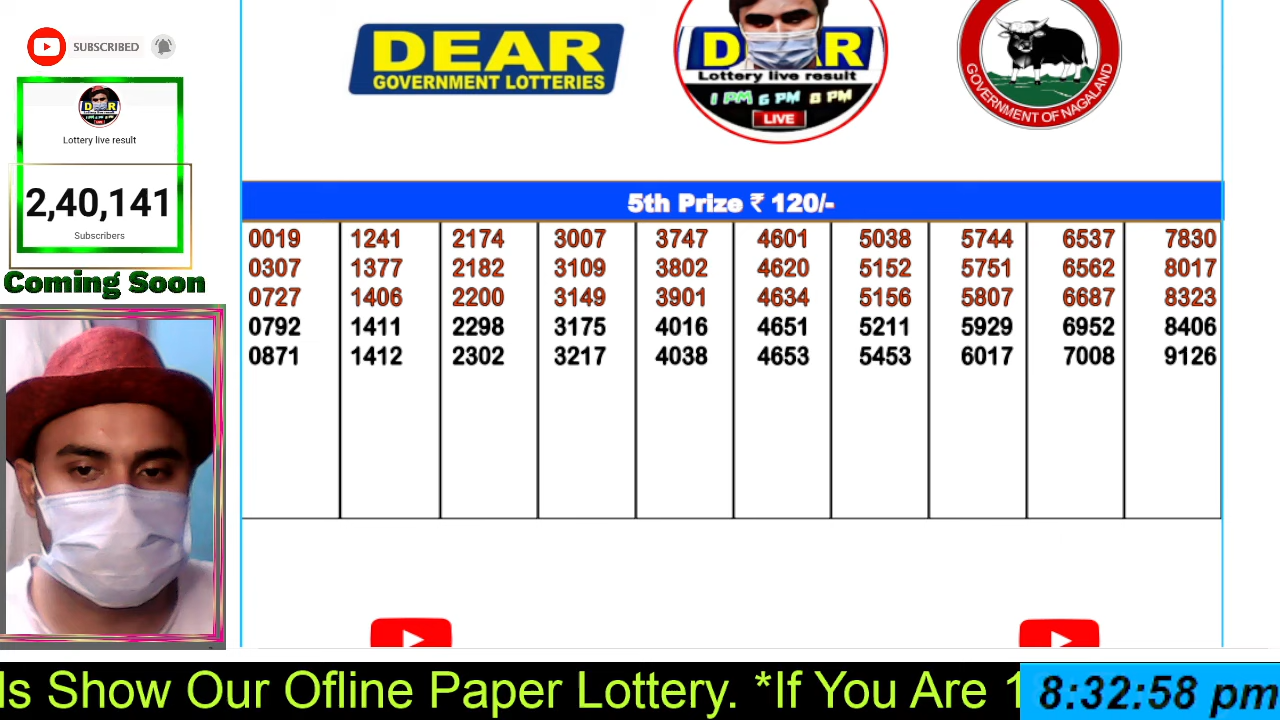 SUBSCRIBED
Lottery live result
2,40,141
Subscribers
Coming Soon
DEAR
GOVERNMENT LOTTERIES
Lottery live result
1 PM 6 PM 8 PM
LIVE
GOVERNMENT OF NAGALAND
5th Prize ₹ 120/-
0019 1241 2174 3007 3747 4601 5038 5744 6537 7830
0307 1377 2182 3109 3802 4620 5152 5751 6562 8017
0727 1406 2200 3149 3901 4634 5156 5807 6687 8323
0792 1411 2298 3175 4016 4651 5211 5929 6952 8406
0871 1412 2302 3217 4038 4653 5453 6017 7008 9126
ls Show Our Ofline Paper Lottery. *If You Are 1
8:32:58 pm